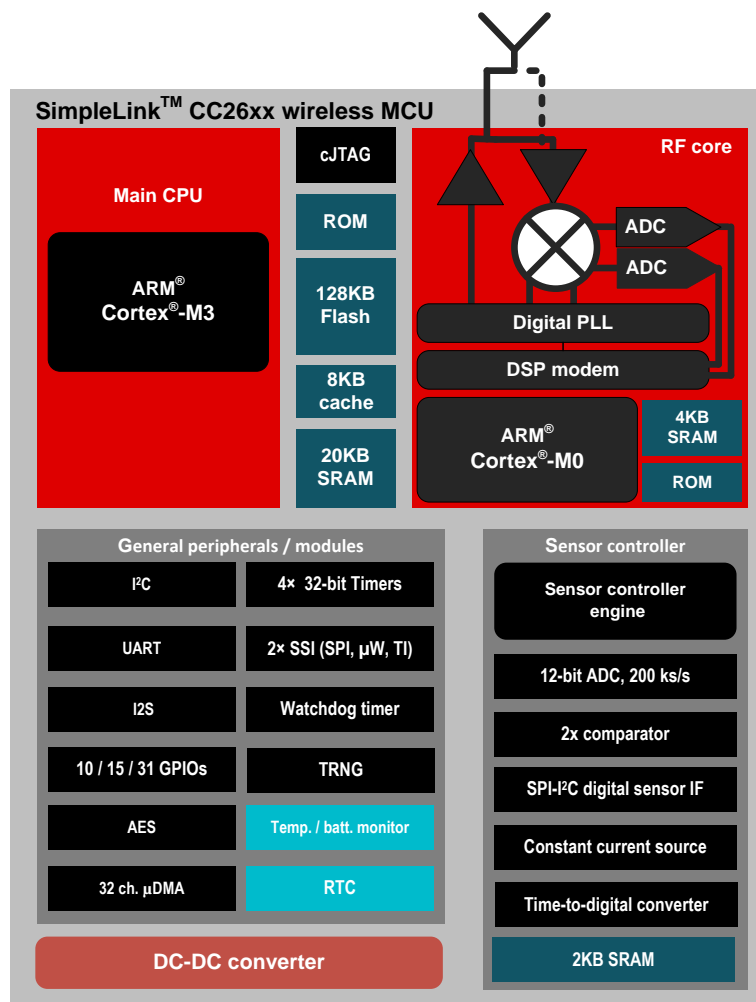 SimpleLink™ CC26xx wireless MCU
Main CPU
ARM®
Cortex®-M3
cJTAG
ROM
128KB
Flash
8KB
cache
20KB
SRAM
RF core
ADC
ADC
Digital PLL
DSP modem
ARM®
Cortex®-M0
4KB
SRAM
ROM
General peripherals / modules
I²C
4× 32-bit Timers
UART
2× SSI (SPI, µW, TI)
I2S
Watchdog timer
10 / 15 / 31 GPIOs
TRNG
AES
Temp. / batt. monitor
32 ch. µDMA
RTC
Sensor controller
Sensor controller
engine
12-bit ADC, 200 ks/s
2x comparator
SPI-I²C digital sensor IF
Constant current source
Time-to-digital converter
2KB SRAM
DC-DC converter